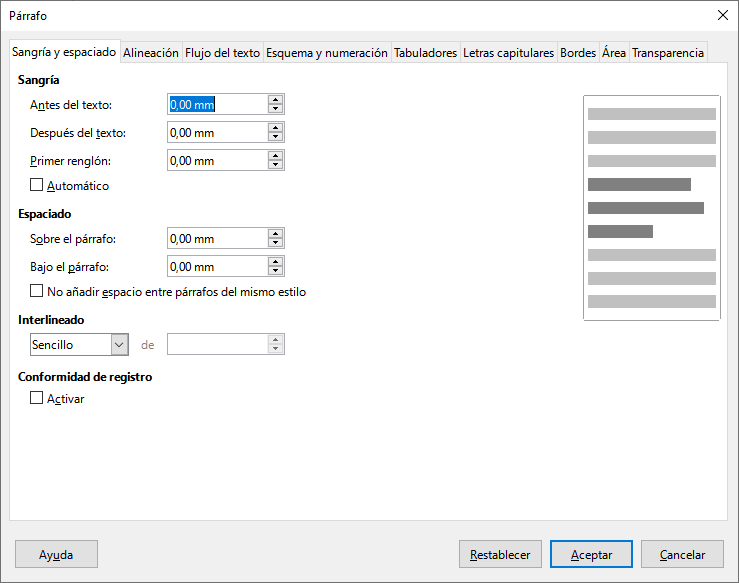 Párrafo
Sangría y espaciado Alineación Flujo del texto Esquema y numeración Tabuladores Letras capitulares Bordes Área Transparencia
Sangría
Antes del texto: 0,00 mm
Después del texto: 0,00 mm
Primer renglón: 0,00 mm
Automático
Espaciado
Sobre el párrafo: 0,00 mm
Bajo el párrafo: 0,00 mm
No añadir espacio entre párrafos del mismo estilo
Interlineado
Sencillo de
Conformidad de registro
Activar
Ayuda Restablecer Aceptar Cancelar